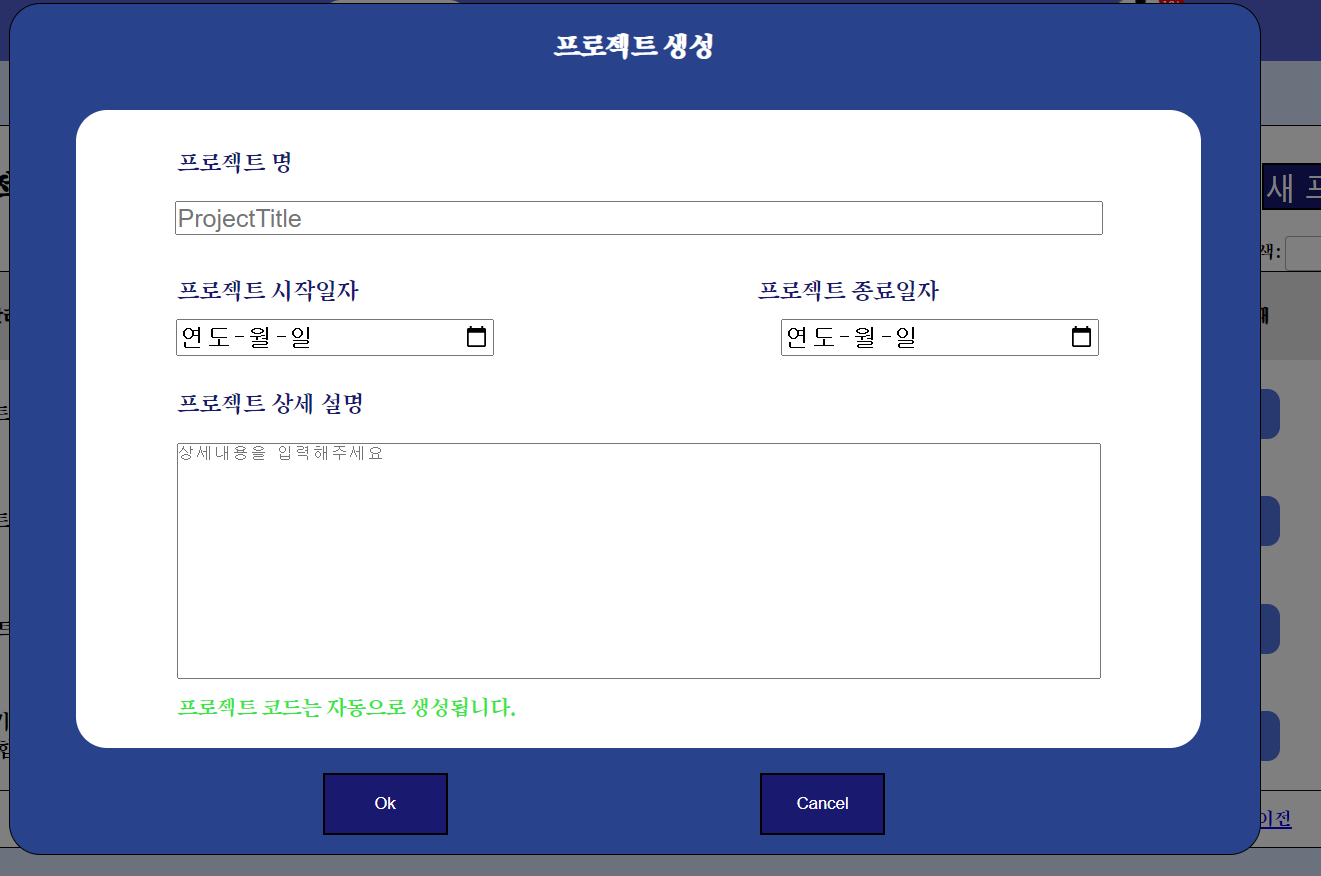 프로젝트 생성
프로젝트 명
ProjectTitle
새 프
색:
프로젝트 시작일자
프로젝트 종료일자
연도-월-일
연도-월-일
프로젝트 상세 설명
상세내용을 입력해주세요
프로젝트 코드는 자동으로 생성됩니다.
Ok
Cancel
이전